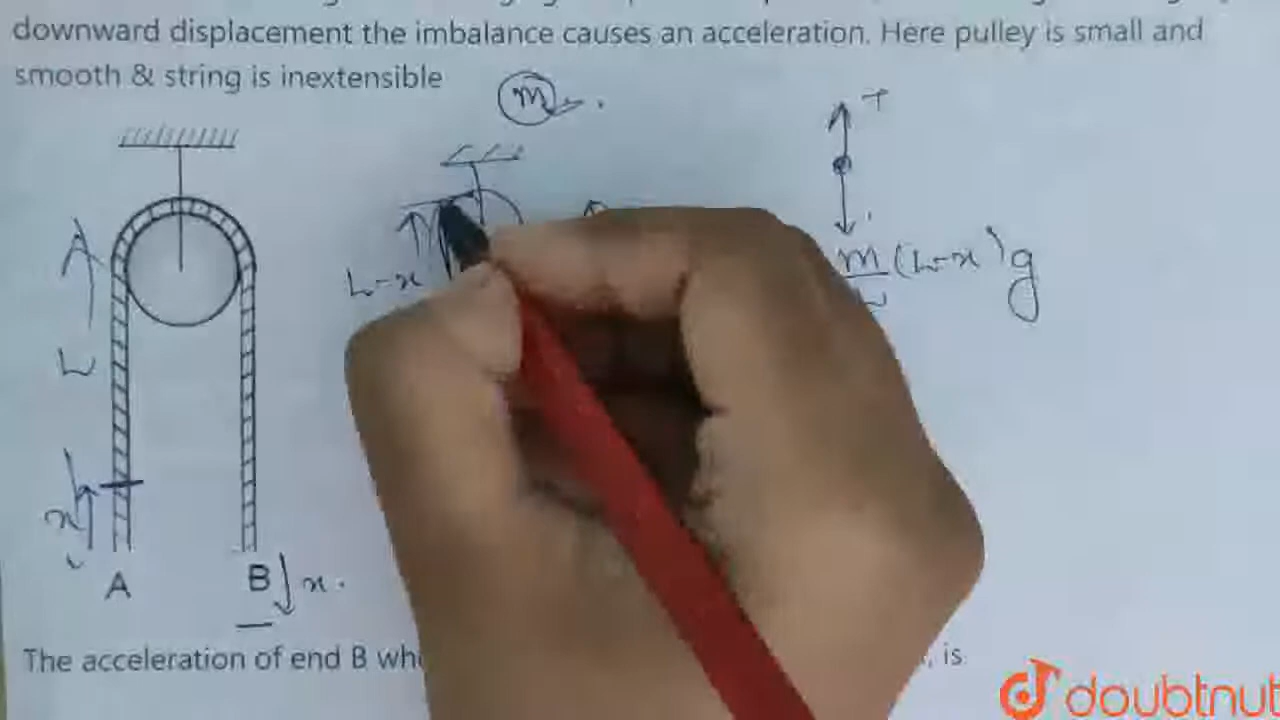 downward displacement the imbalance causes an acceleration. Here pulley is small and
smooth & string is inextensible
m
T
m/L (L-x)g
L-x
L
x
A
B
x.
The acceleration of end B
is
doubtnut